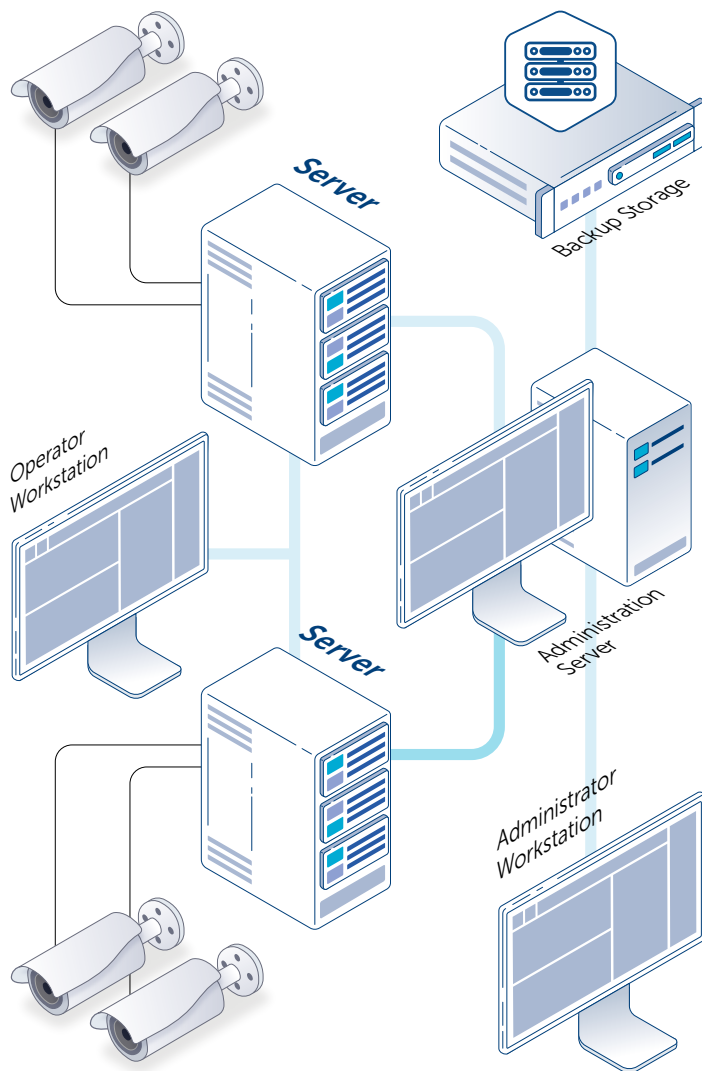 Server
Backup Storage
Operator
Workstation
Server
Administration
Server
Administrator
Workstation